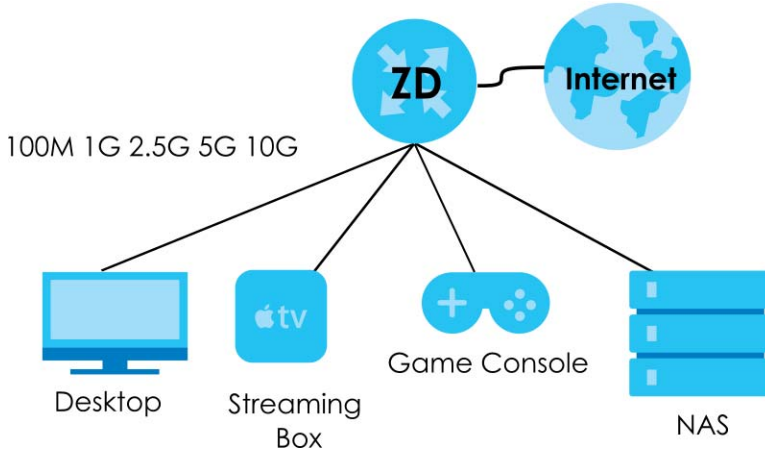 ZD
Internet
100M 1G 2.5G 5G 10G
tv
Desktop
Streaming
Box
Game Console
NAS